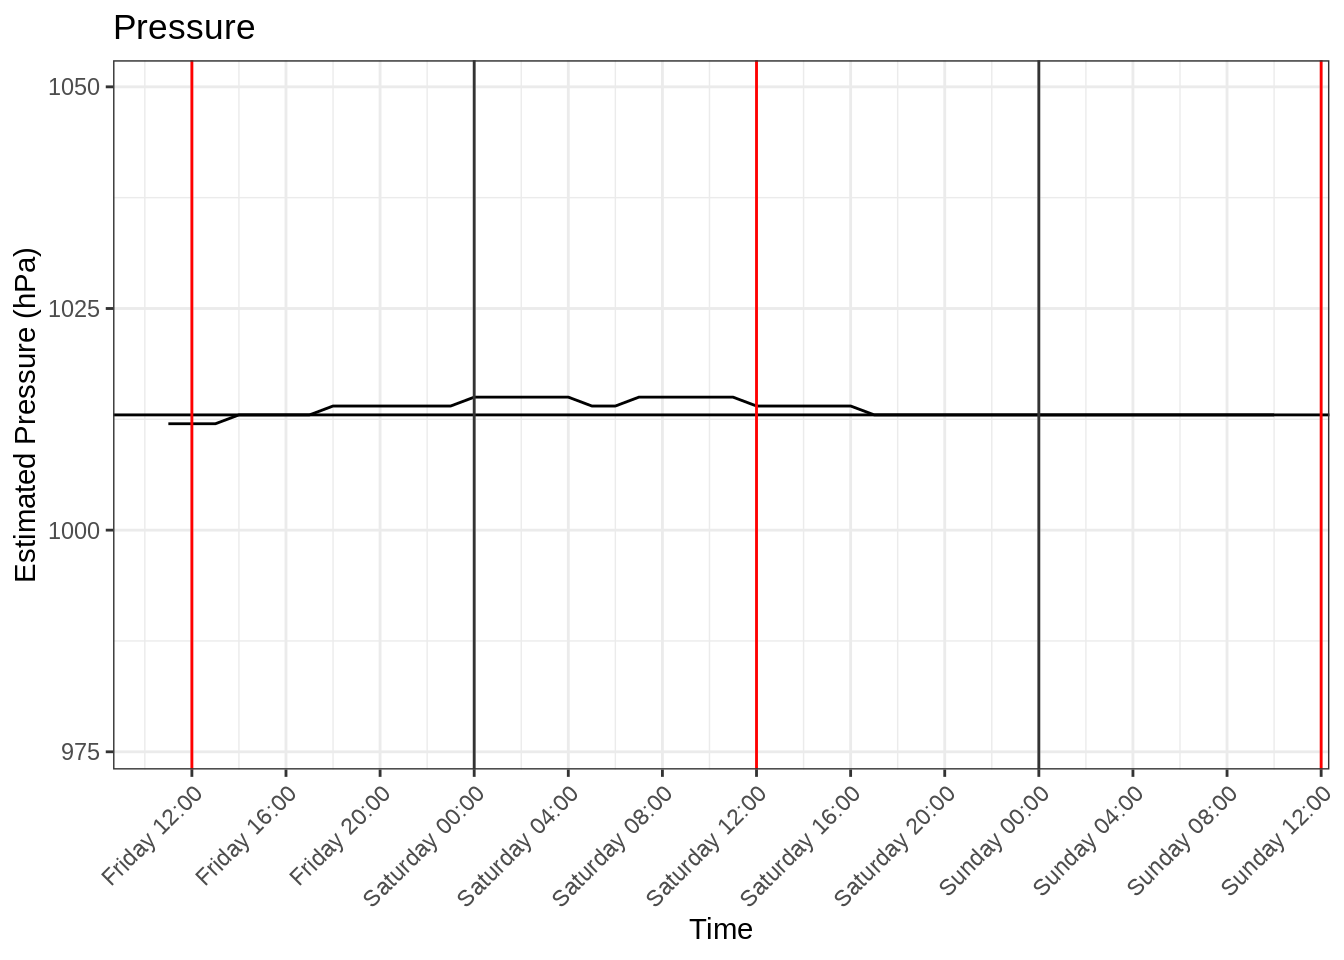 Pressure
1050
1025
1000
975
Estimated Pressure (hPa)
Friday 12:00
Friday 16:00
Friday 20:00
Saturday 00:00
Saturday 04:00
Saturday 08:00
Saturday 12:00
Saturday 16:00
Saturday 20:00
Sunday 00:00
Sunday 04:00
Sunday 08:00
Sunday 12:00
Time